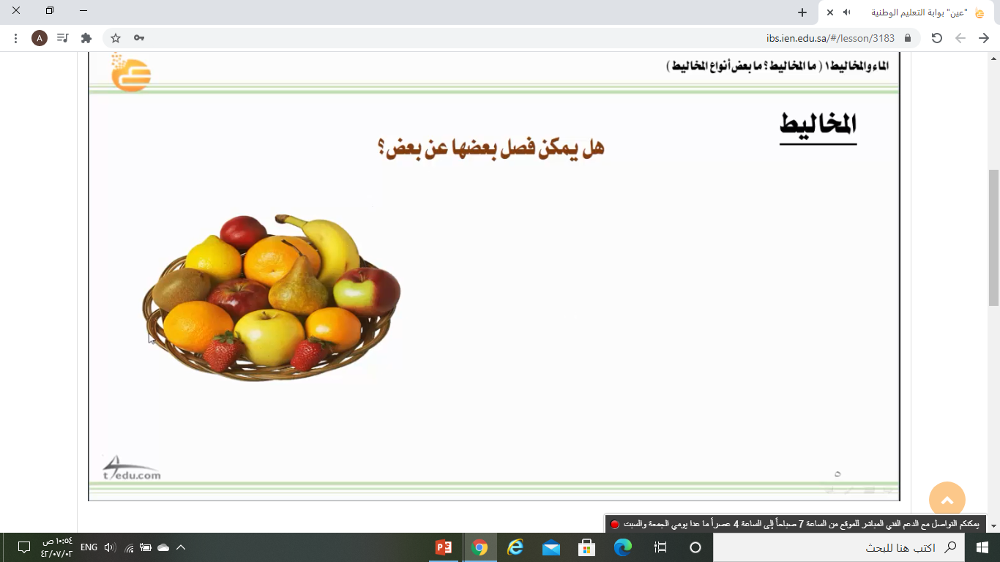 "عين" بوابة التعليم الوطنية
ibs.ien.edu.sa/#/lesson/3183
A
الماء والمخاليط١ ( ما المخاليط ؟ ما بعض أنواع المخاليط )
المخاليط
هل يمكن فصل بعضها عن بعض؟
t4edu.com
٥
يمكنكم التواصل مع الدعم الفني المباشر للموقع من الساعة 7 صباحاً إلى الساعة 4 عصراً ما عدا يومي الجمعة والسبت
اكتب هنا للبحث
ENG
١٠:٥٤ ص
٤٢/٠٧/٠٢